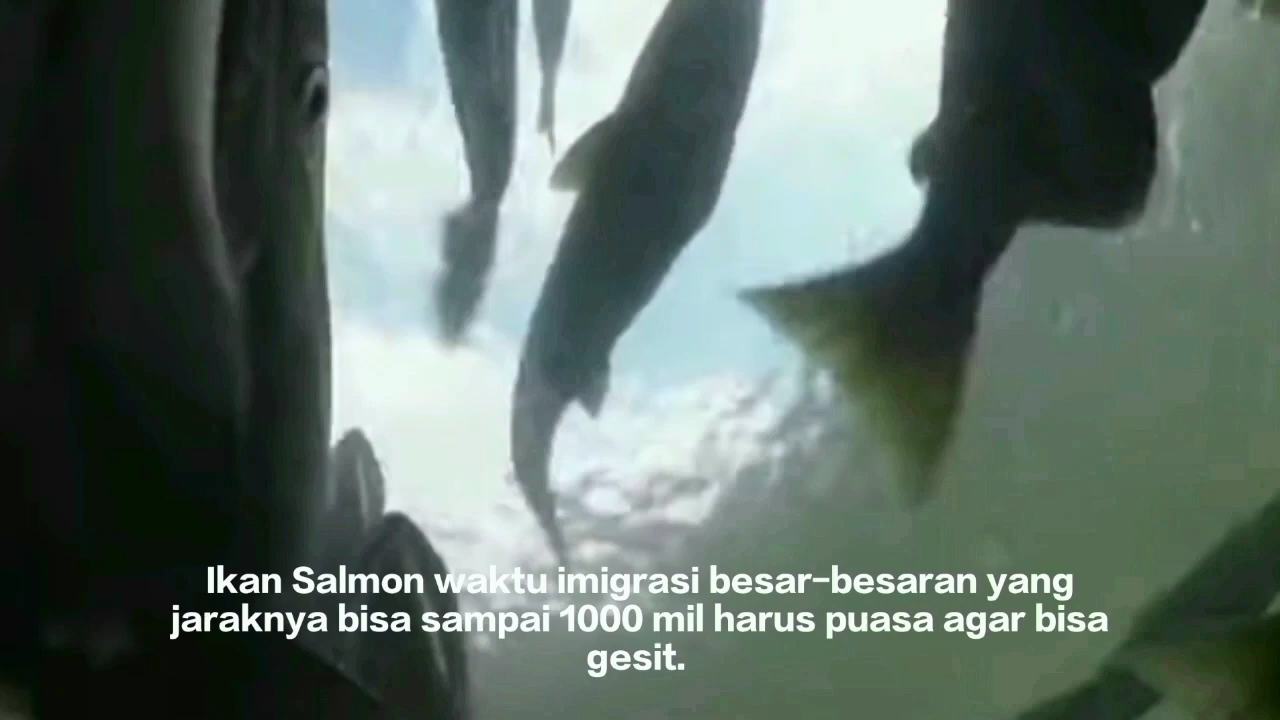 Ikan Salmon waktu imigrasi besar-besaran yang
jaraknya bisa sampai 1000 mil harus puasa agar bisa
gesit.